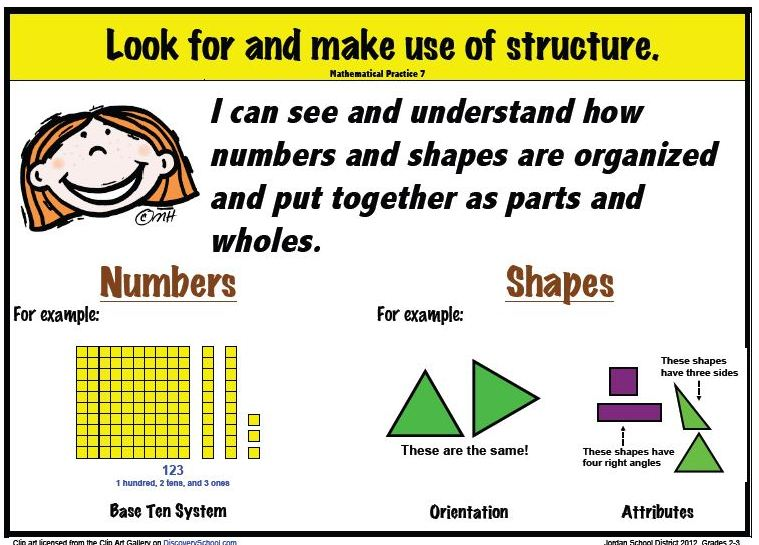 Look for and make use of structure.
Mathematical Practice 7
I can see and understand how
numbers and shapes are organized
and put together as parts and
wholes.
©MH
Numbers
For example:
123
1 hundred, 2 tens, and 3 ones
Base Ten System
Shapes
For example:
These are the same!
Orientation
These shapes
have three sides
These shapes have
four right angles
Attributes
Clip art licensed from the Clip Art Gallery on DiscoverySchool.com
Jordan School District 2012, Grades 2-3